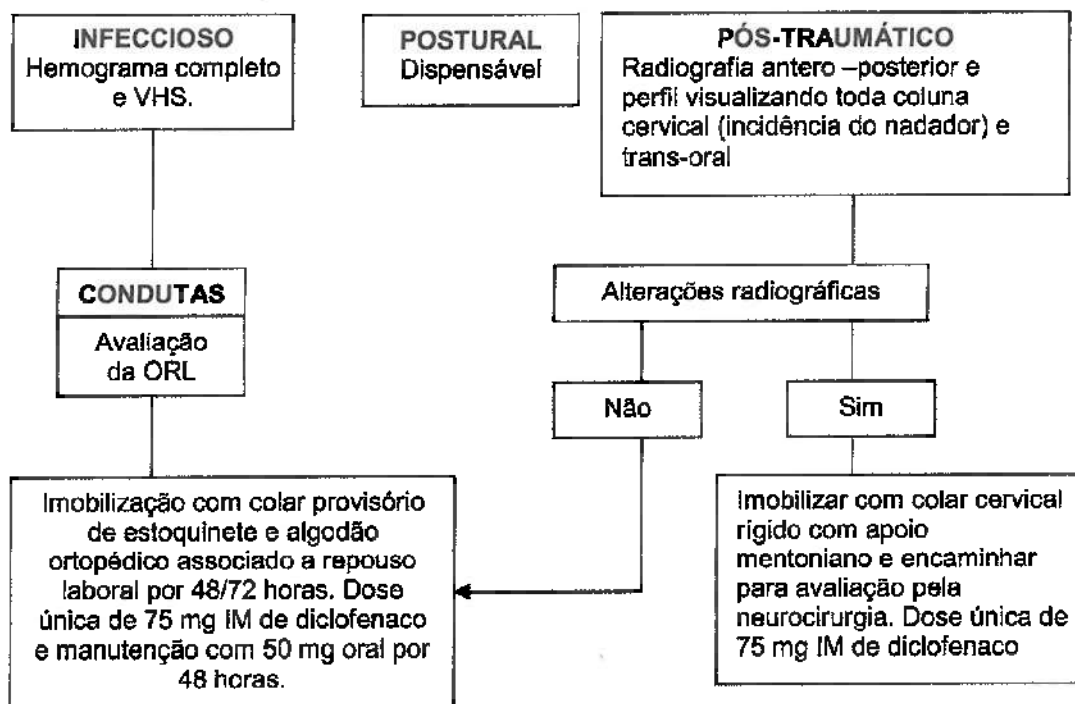 INFECCIOSO
Hemograma completo
e VHS.
POSTURAL
Dispensável
PÓS-TRAUMÁTICO
Radiografia antero –posterior e
perfil visualizando toda coluna
cervical (incidência do nadador) e
trans-oral
CONDUTAS
Avaliação
da ORL
Alterações radiográficas
Não
Sim
Imobilização com colar provisório
de estoquinete e algodão
ortopédico associado a repouso
laboral por 48/72 horas. Dose
única de 75 mg IM de diclofenaco
e manutenção com 50 mg oral por
48 horas.
Imobilizar com colar cervical
rígido com apoio
mentoniano e encaminhar
para avaliação pela
neurocirurgia. Dose única de
75 mg IM de diclofenaco